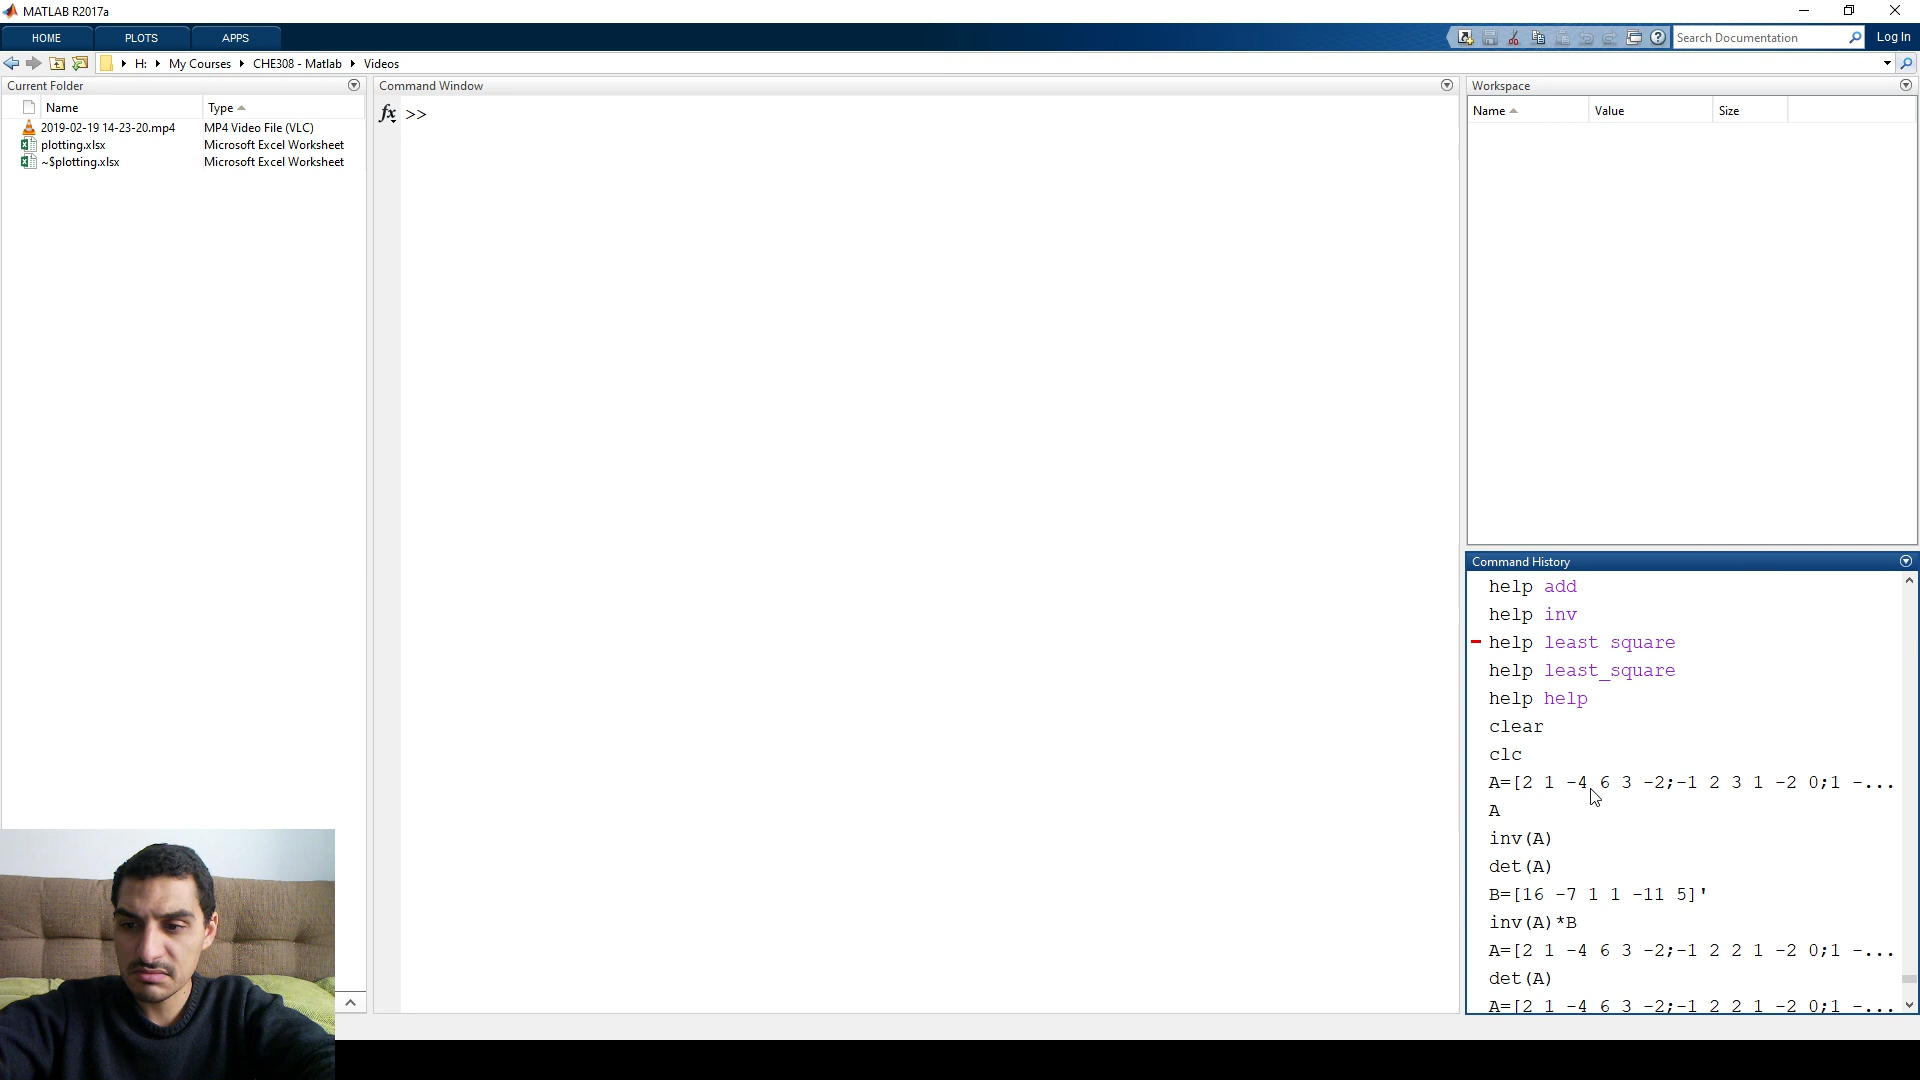 MATLAB R2017a
HOME
PLOTS
APPS
Search Documentation
Log In
H:
My Courses
CHE308 - Matlab
Videos
Current Folder
Name
Type
2019-02-19 14-23-20.mp4
MP4 Video File (VLC)
plotting.xlsx
Microsoft Excel Worksheet
~$plotting.xlsx
Microsoft Excel Worksheet
Command Window
fx >>
Workspace
Name
Value
Size
Command History
help add
help inv
help least square
help least_square
help help
clear
clc
A=[2 1 -4 6 3 -2;-1 2 3 1 -2 0;1 -...
A
inv(A)
det(A)
B=[16 -7 1 1 -11 5]'
inv(A)*B
A=[2 1 -4 6 3 -2;-1 2 2 1 -2 0;1 -...
det(A)
A=[2 1 -4 6 3 -2;-1 2 2 1 -2 0;1 -...